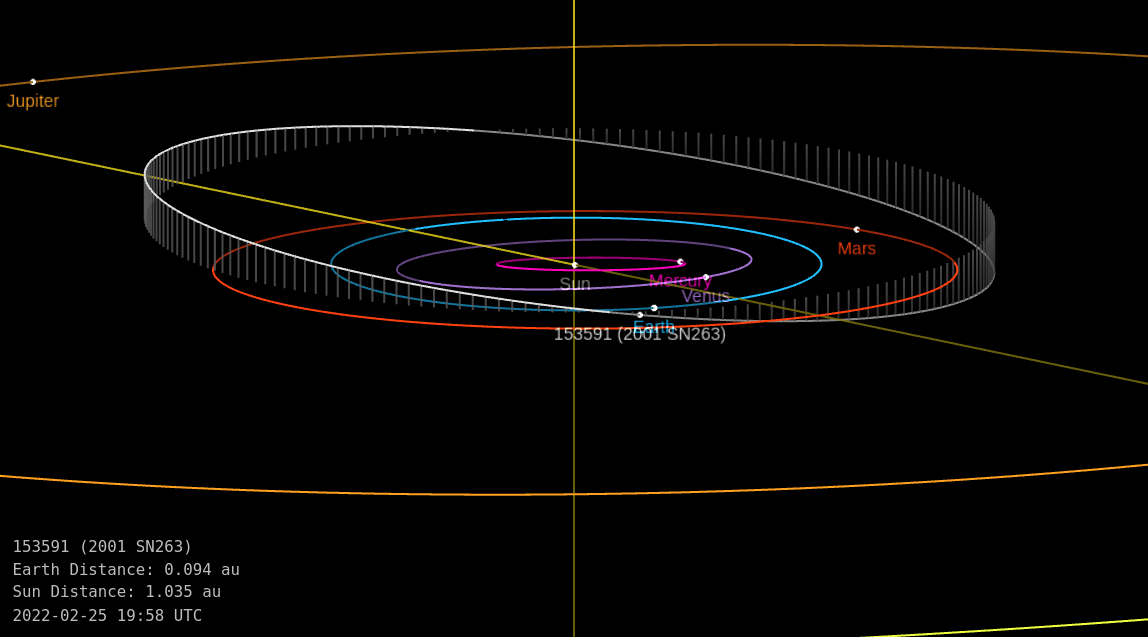 Jupiter
Mars
Mercury
Sun
Venus
Earth
153591 (2001 SN263)
153591 (2001 SN263)
Earth Distance: 0.094 au
Sun Distance: 1.035 au
2022-02-25 19:58 UTC